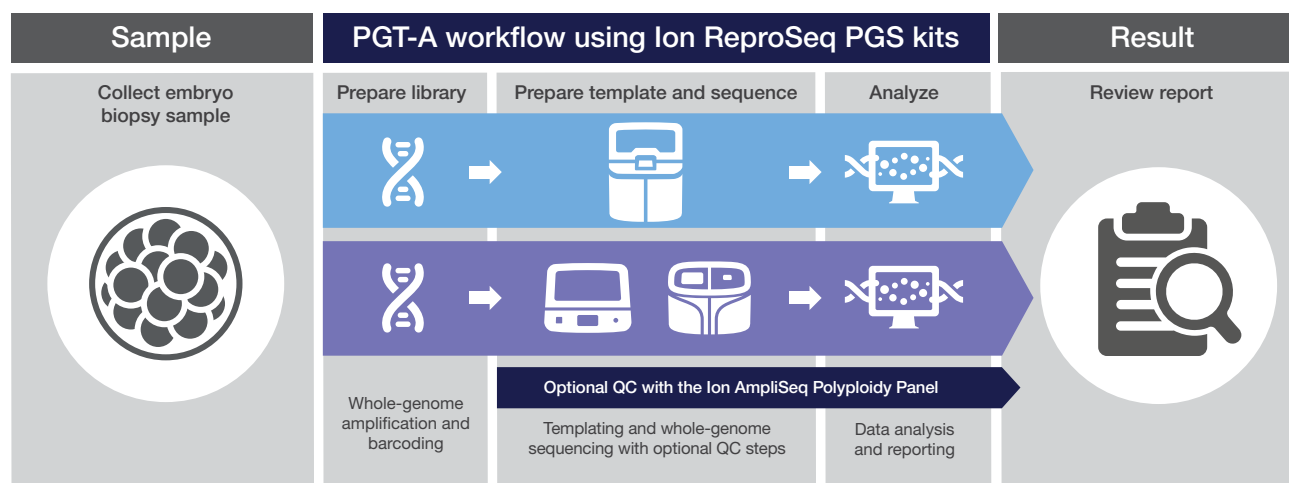 Sample
PGT-A workflow using Ion ReproSeq PGS kits
Result
Collect embryo
biopsy sample
Prepare library
Prepare template and sequence
Analyze
Review report
Optional QC with the Ion AmpliSeq Polyploidy Panel
Whole-genome
amplification and
barcoding
Templating and whole-genome
sequencing with optional QC steps
Data analysis
and reporting